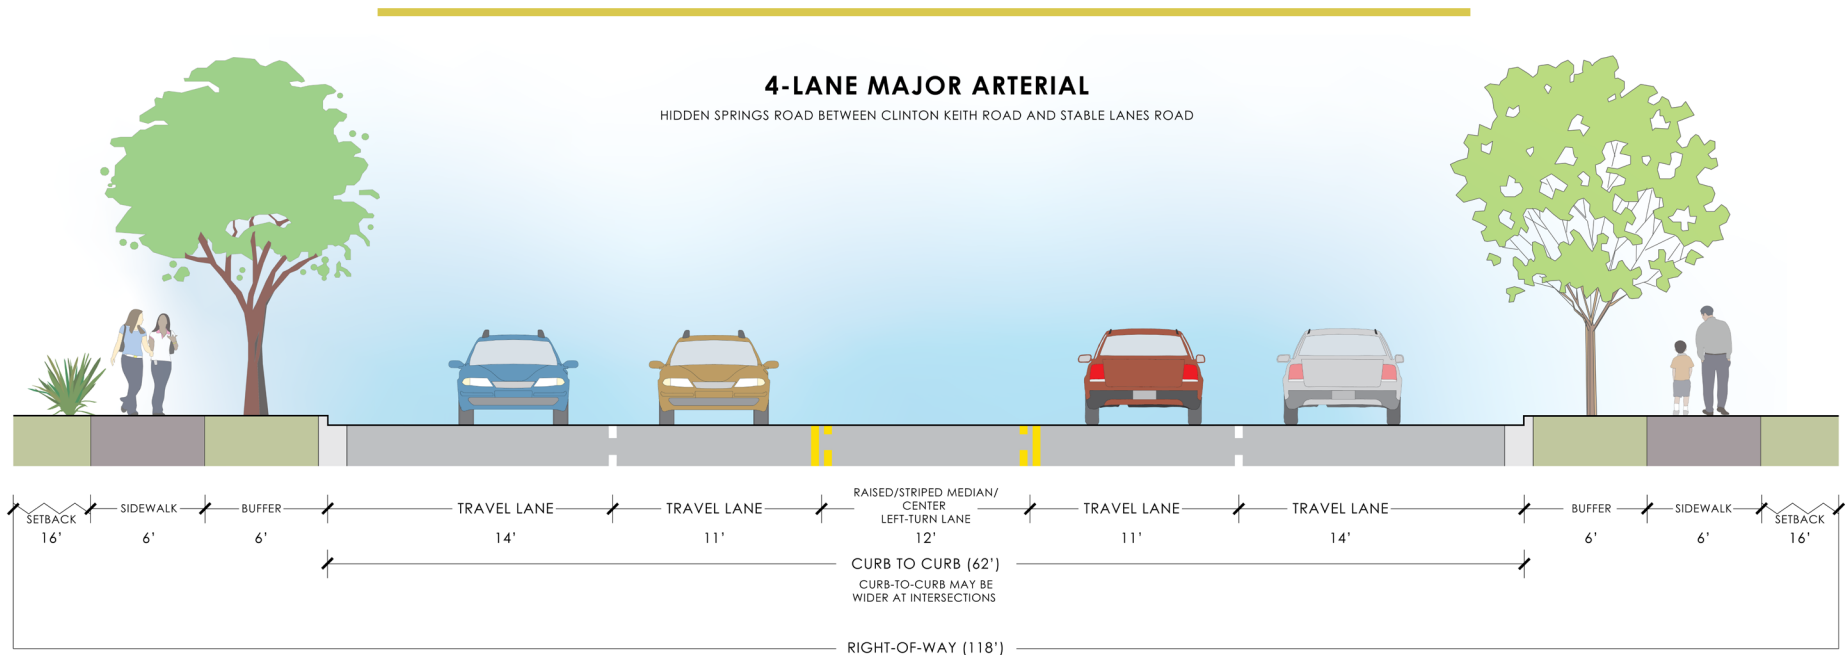 4-LANE MAJOR ARTERIAL
HIDDEN SPRINGS ROAD BETWEEN CLINTON KEITH ROAD AND STABLE LANES ROAD
SETBACK
16’
SIDEWALK
6’
BUFFER
6’
TRAVEL LANE
14’
TRAVEL LANE
11’
RAISED/STRIPED MEDIAN/
CENTER
LEFT-TURN LANE
12’
TRAVEL LANE
11’
TRAVEL LANE
14’
BUFFER
6’
SIDEWALK
6’
SETBACK
16’
CURB TO CURB (62’)
CURB-TO-CURB MAY BE
WIDER AT INTERSECTIONS
RIGHT-OF-WAY (118’)